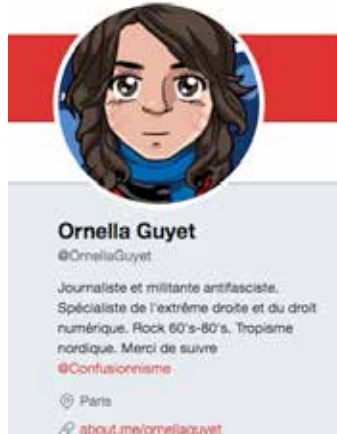 Ornella Guyet
@OrnellaGuyet
Journaliste et militante antifasciste.
Spécialiste de l'extrême droite et du droit
numérique. Rock 60's-80's. Tropisme
nordique. Merci de suivre
@Confusionnisme
Paris
about.me/ornellaguyet